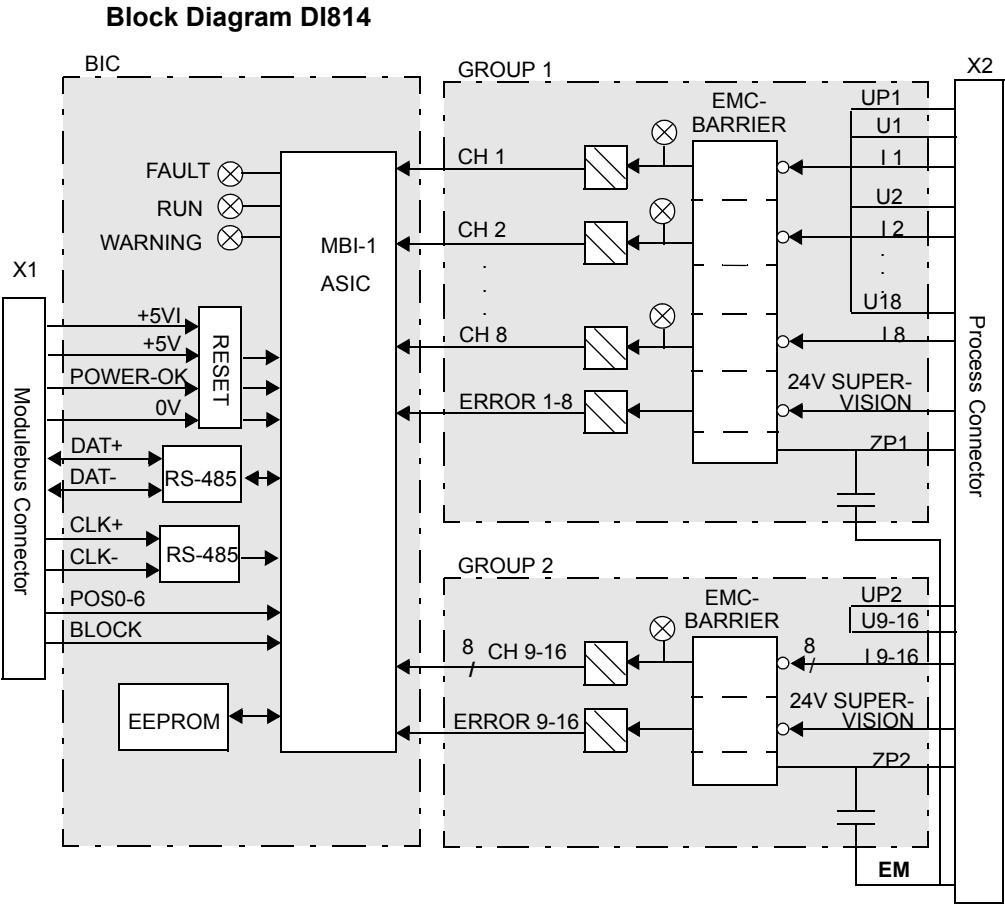 Block Diagram DI814
BIC
FAULT
RUN
WARNING
X1
Modulebus Connector
+5VI
+5V
POWER-OK
0V
RESET
DAT+
DAT-
RS-485
CLK+
CLK-
RS-485
POS0-6
BLOCK
EEPROM
MBI-1
ASIC
GROUP 1
EMC-
BARRIER
CH 1
CH 2
CH 8
ERROR 1-8
UP1
U1
I 1
U2
I 2
U18
I 8
24V SUPER-
VISION
ZP1
GROUP 2
EMC-
BARRIER
8
CH 9-16
ERROR 9-16
UP2
U9-16
8
I 9-16
24V SUPER-
VISION
ZP2
EM
X2
Process Connector